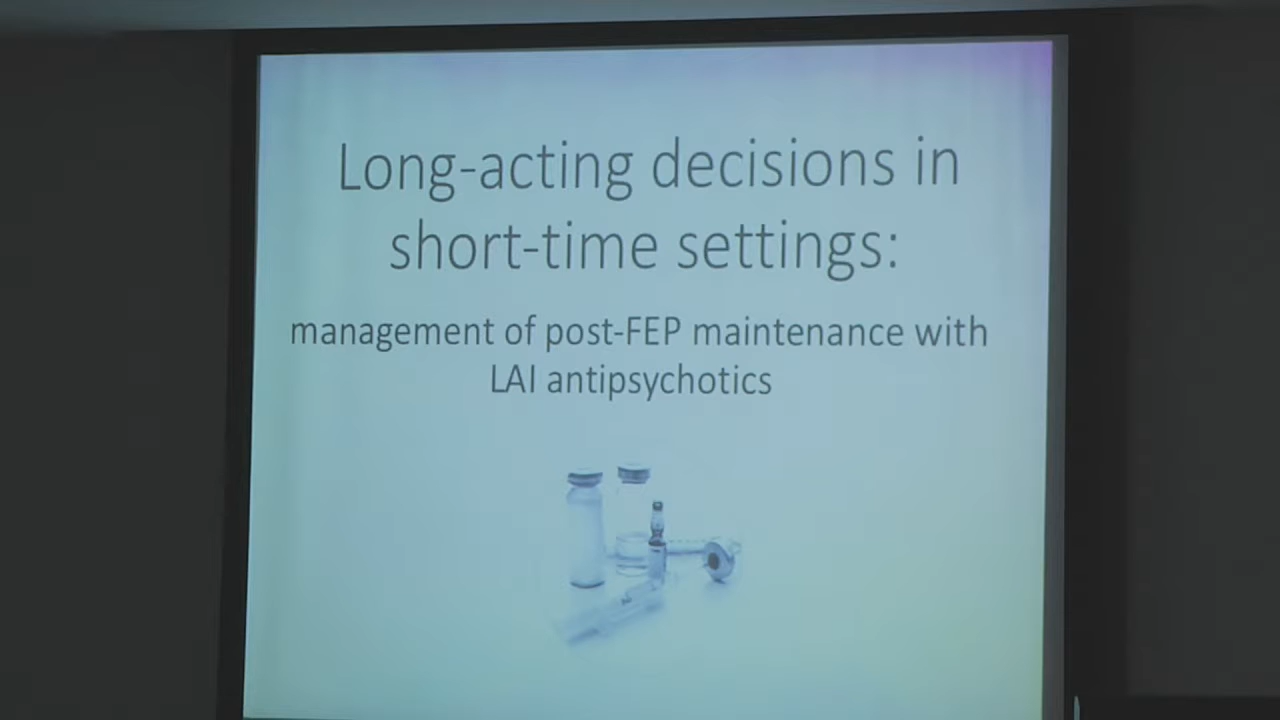 Long-acting decisions in
short-time settings:
management of post-FEP maintenance with
LAI antipsychotics